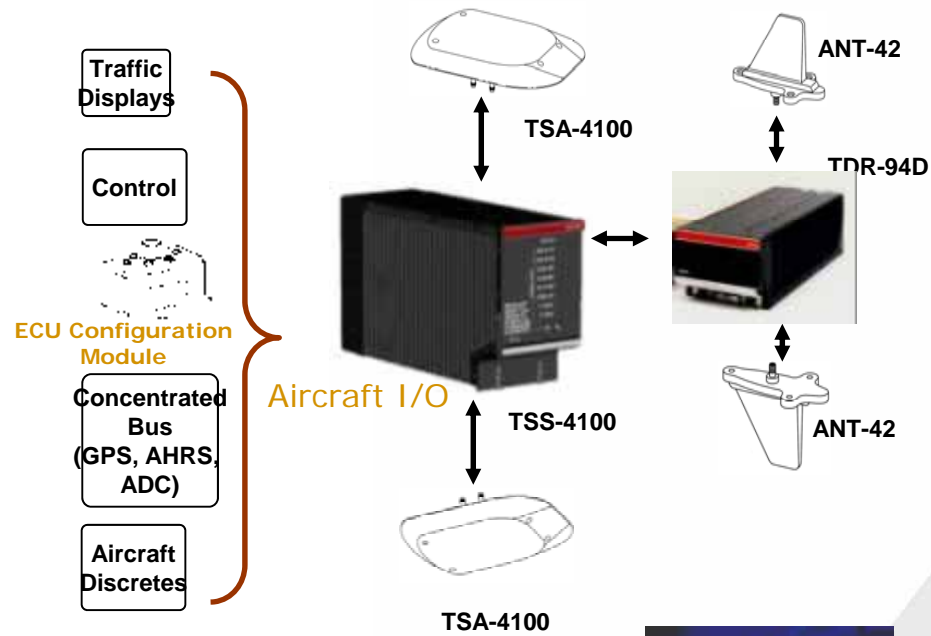 Traffic
Displays
Control
ECU Configuration
Module
Concentrated
Bus
(GPS, AHRS,
ADC)
Aircraft
Discretes
Aircraft I/O
TSA-4100
TSS-4100
TSA-4100
ANT-42
TDR-94D
ANT-42